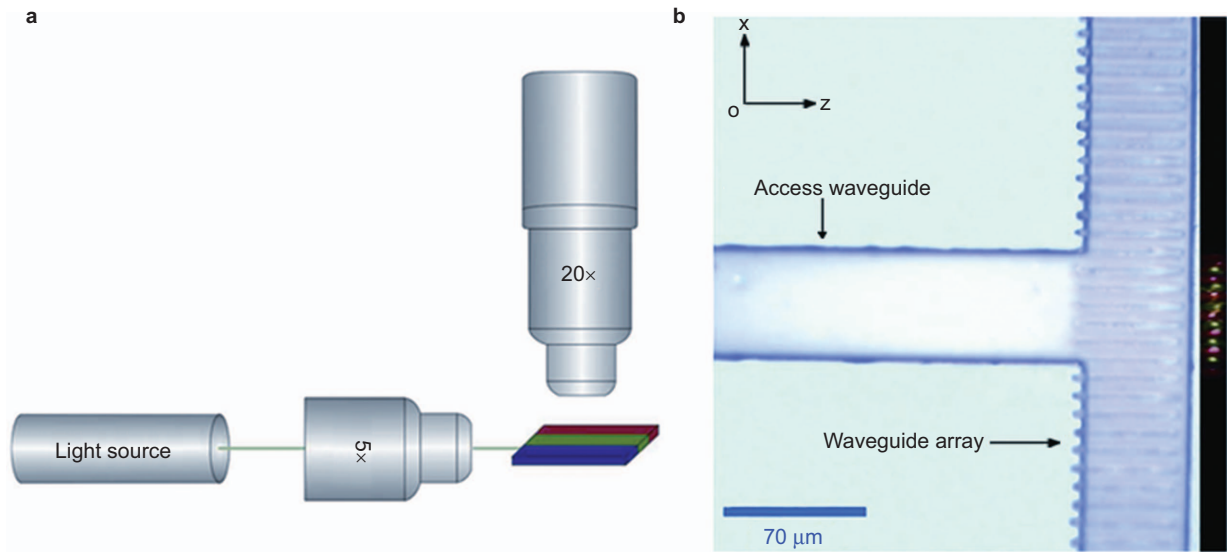 a
b
20×
Light source
5×
x
o
z
Access waveguide
Waveguide array
70 µm